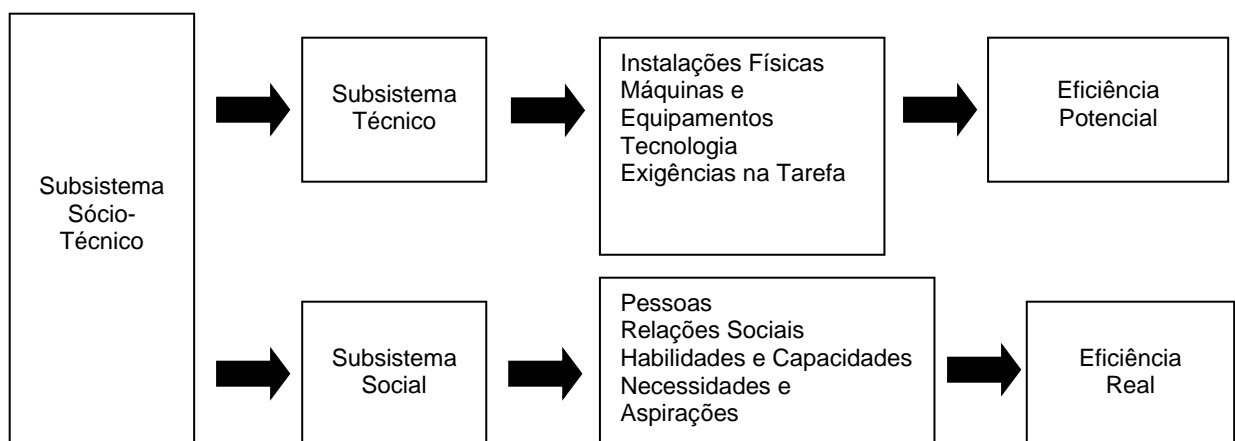 Subsistema
Sócio-
Técnico
Subsistema
Técnico
Instalações Físicas
Máquinas e
Equipamentos
Tecnologia
Exigências na Tarefa
Eficiência
Potencial
Subsistema
Social
Pessoas
Relações Sociais
Habilidades e Capacidades
Necessidades e
Aspirações
Eficiência
Real